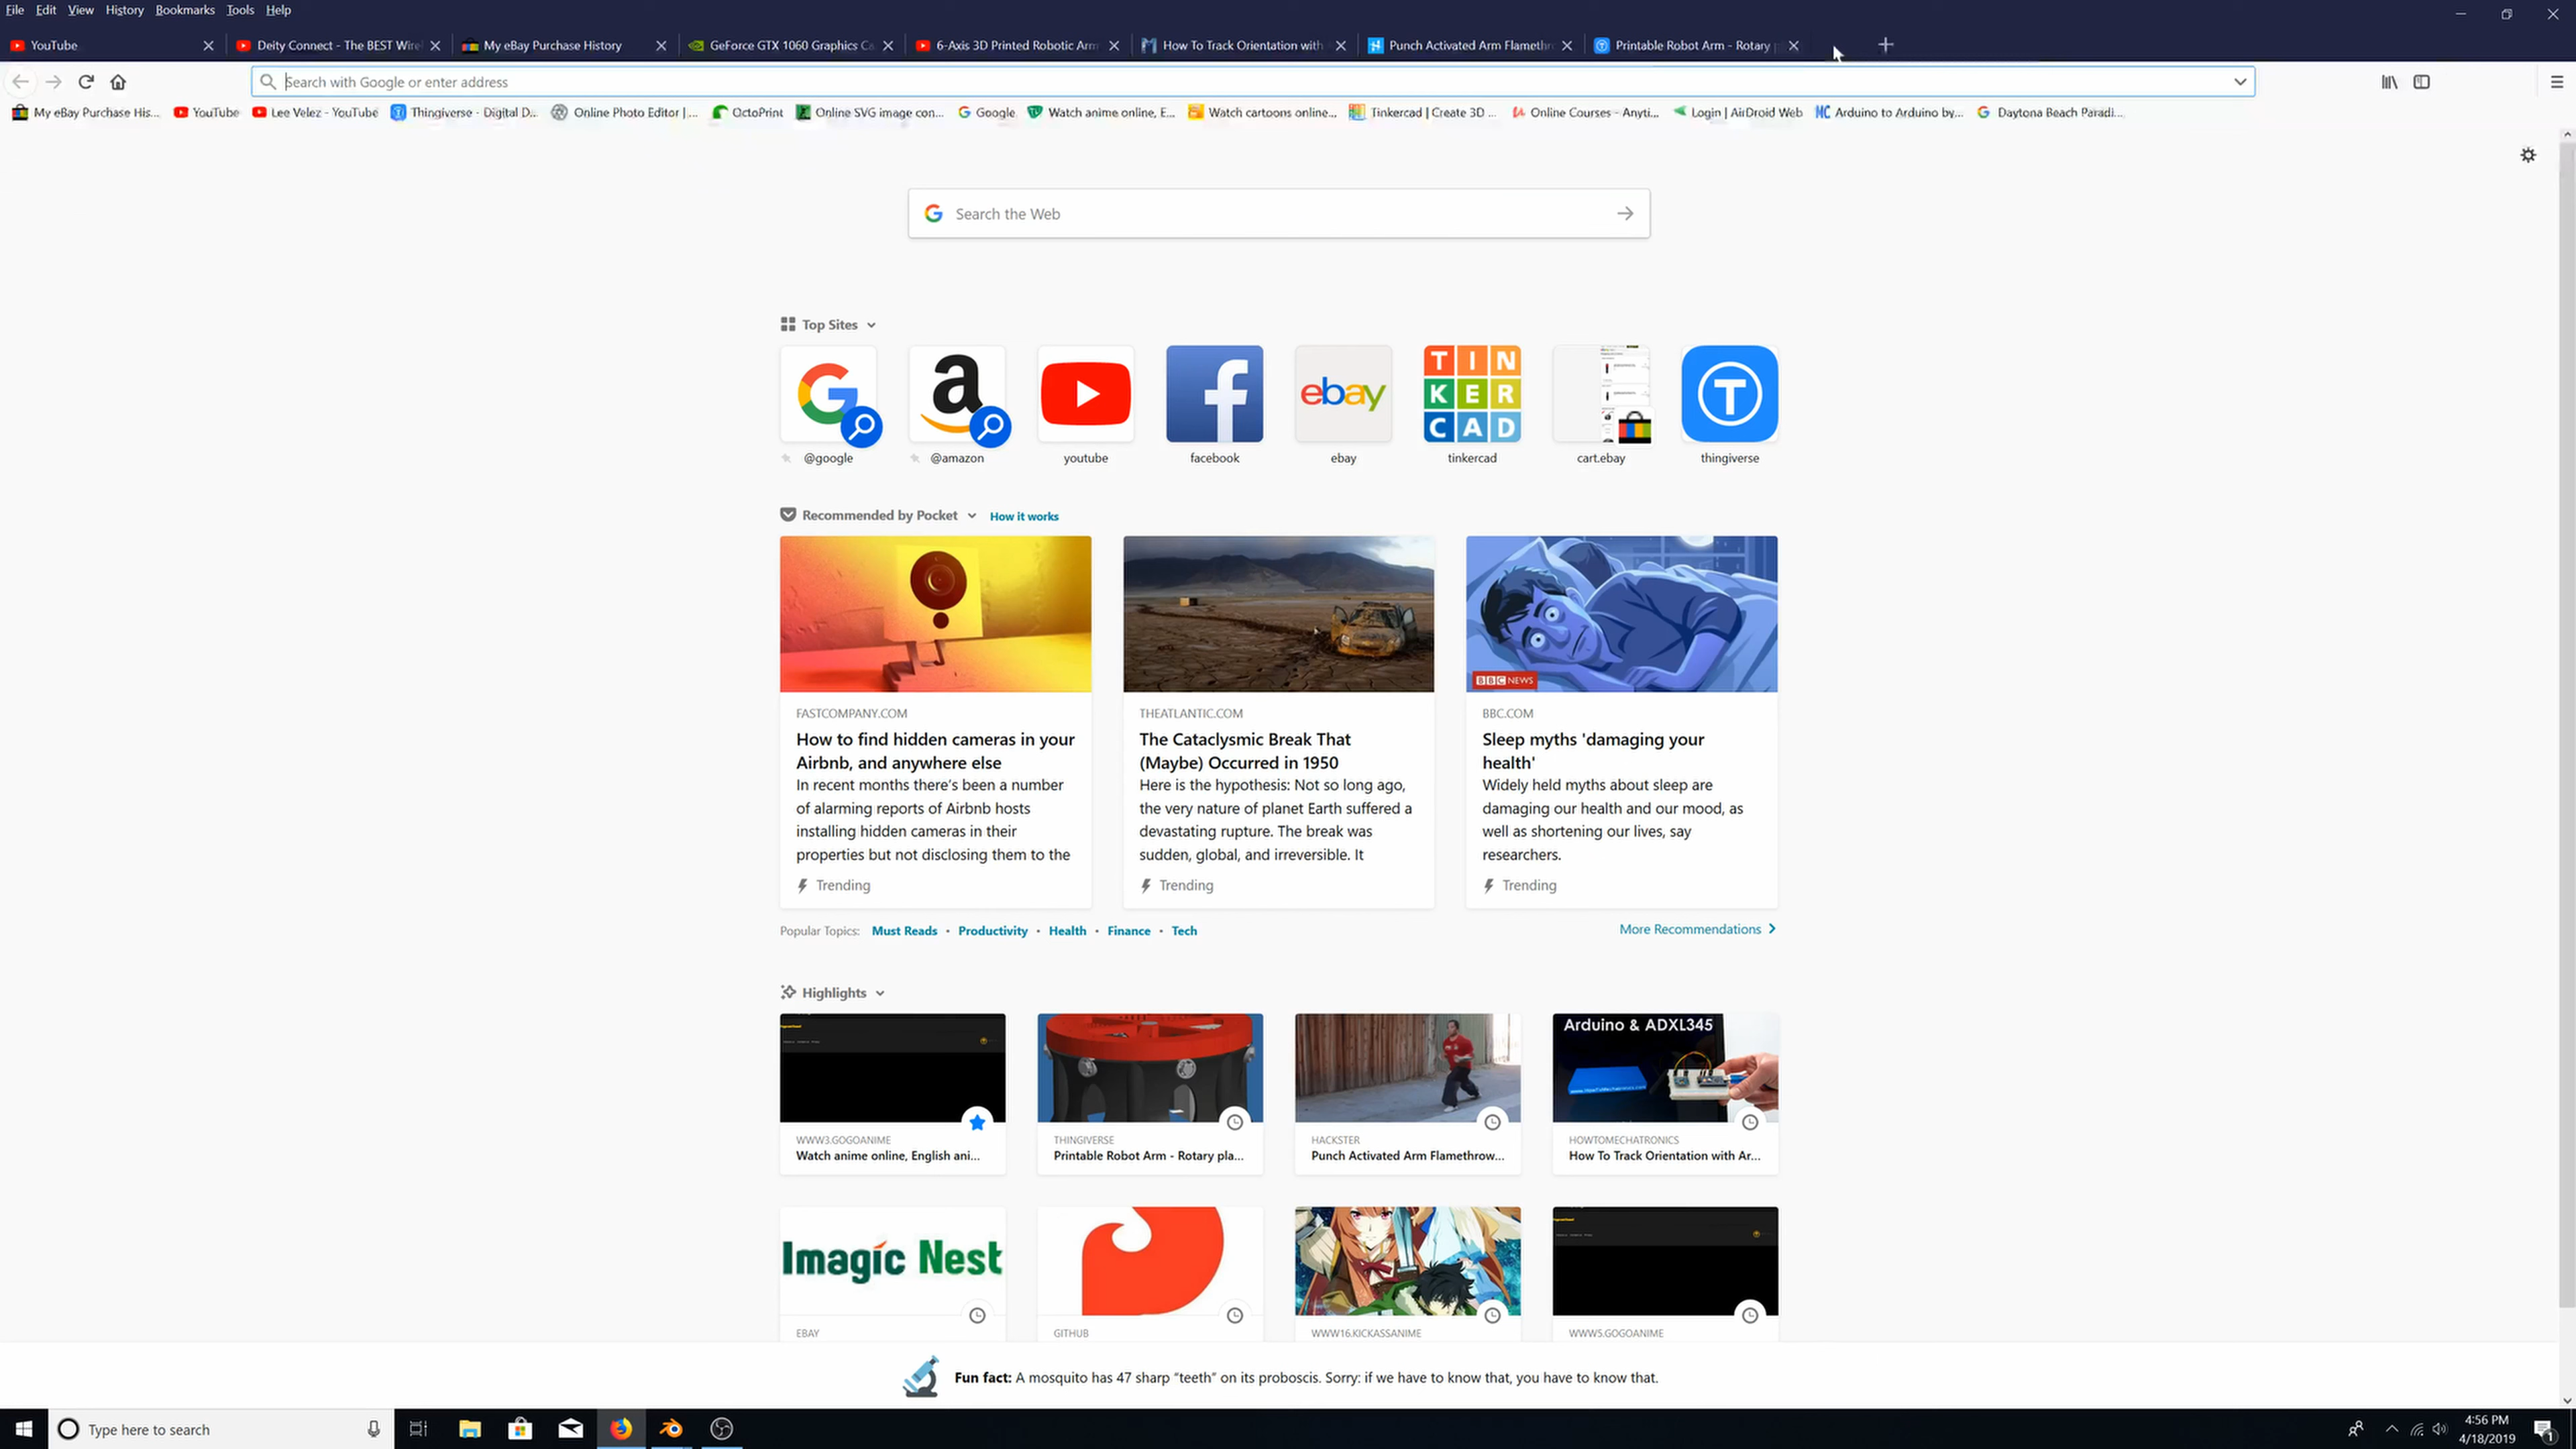 File Edit View History Bookmarks Tools Help
YouTube
Deity Connect - The BEST Wire
My eBay Purchase History
GeForce GTX 1060 Graphics Ca
6-Axis 3D Printed Robotic Arm
How To Track Orientation with
Punch Activated Arm Flamethr
Printable Robot Arm - Rotary
Search with Google or enter address
My eBay Purchase His...
YouTube
Lee Velez - YouTube
Thingiverse - Digital D...
Online Photo Editor |...
OctoPrint
Online SVG image con...
Google
Watch anime online, E...
Watch cartoons online...
Tinkercad | Create 3D ...
Online Courses - Anyti...
Login | AirDroid Web
Arduino to Arduino by...
Daytona Beach Paradi...
Search the Web
Top Sites
a
f
ebay
TIN
KER
CAD
T
@google
@amazon
youtube
facebook
ebay
tinkercad
cart.ebay
thingiverse
Recommended by Pocket
How it works
BBC NEWS
FASTCOMPANY.COM
How to find hidden cameras in your
Airbnb, and anywhere else
In recent months there's been a number
of alarming reports of Airbnb hosts
installing hidden cameras in their
properties but not disclosing them to the
Trending
THEATLANTIC.COM
The Cataclysmic Break That
(Maybe) Occurred in 1950
Here is the hypothesis: Not so long ago,
the very nature of planet Earth suffered a
devastating rupture. The break was
sudden, global, and irreversible. It
Trending
BBC.COM
Sleep myths 'damaging your
health'
Widely held myths about sleep are
damaging our health and our mood, as
well as shortening our lives, say
researchers.
Trending
Popular Topics: Must Reads • Productivity • Health • Finance • Tech
More Recommendations
Highlights
Arduino & ADXL345
WWW3.GOGOANIME
Watch anime online, English ani...
THINGIVERSE
Printable Robot Arm - Rotary pla...
HACKSTER
Punch Activated Arm Flamethrow...
HOWTOMECHATRONICS
How To Track Orientation with Ar...
Imagic Nest
EBAY
GITHUB
WWW16.KICKASSANIME
WWW5.GOGOANIME
Fun fact: A mosquito has 47 sharp "teeth" on its proboscis. Sorry: if we have to know that, you have to know that.
Type here to search
4:56 PM
4/18/2019
1